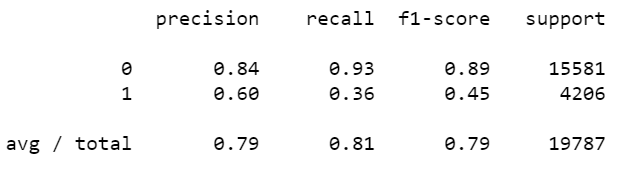 precision recall f1-score support
0 0.84 0.93 0.89 15581
1 0.60 0.36 0.45 4206
avg / total 0.79 0.81 0.79 19787